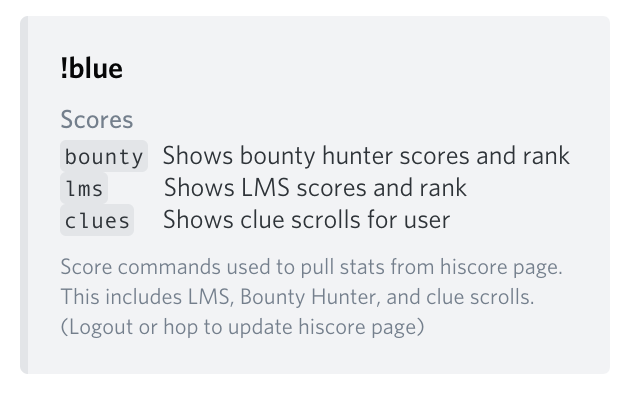 !blue
Scores
bounty Shows bounty hunter scores and rank
lms Shows LMS scores and rank
clues Shows clue scrolls for user
Score commands used to pull stats from hiscore page.
This includes LMS, Bounty Hunter, and clue scrolls.
(Logout or hop to update hiscore page)